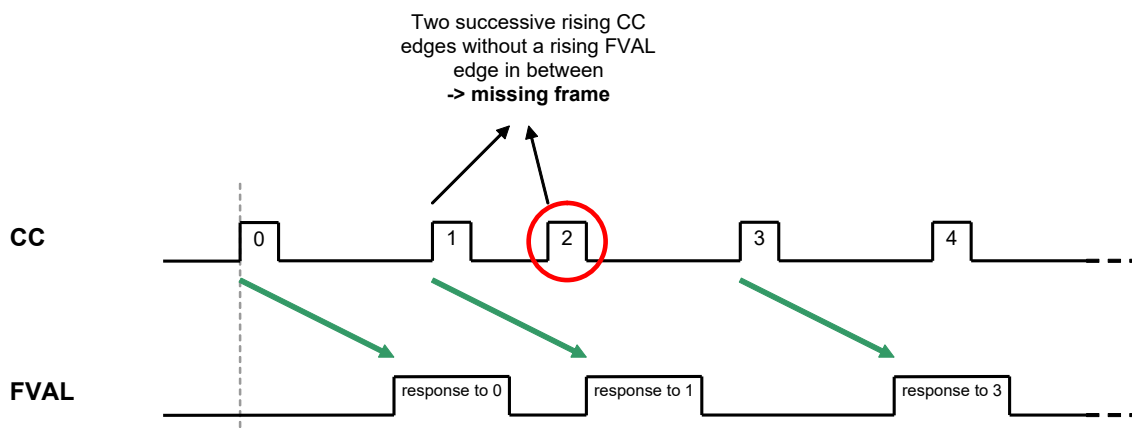 Two successive rising CC
edges without a rising FVAL
edge in between
-> missing frame
CC
0
1
2
3
4
FVAL
response to 0
response to 1
response to 3